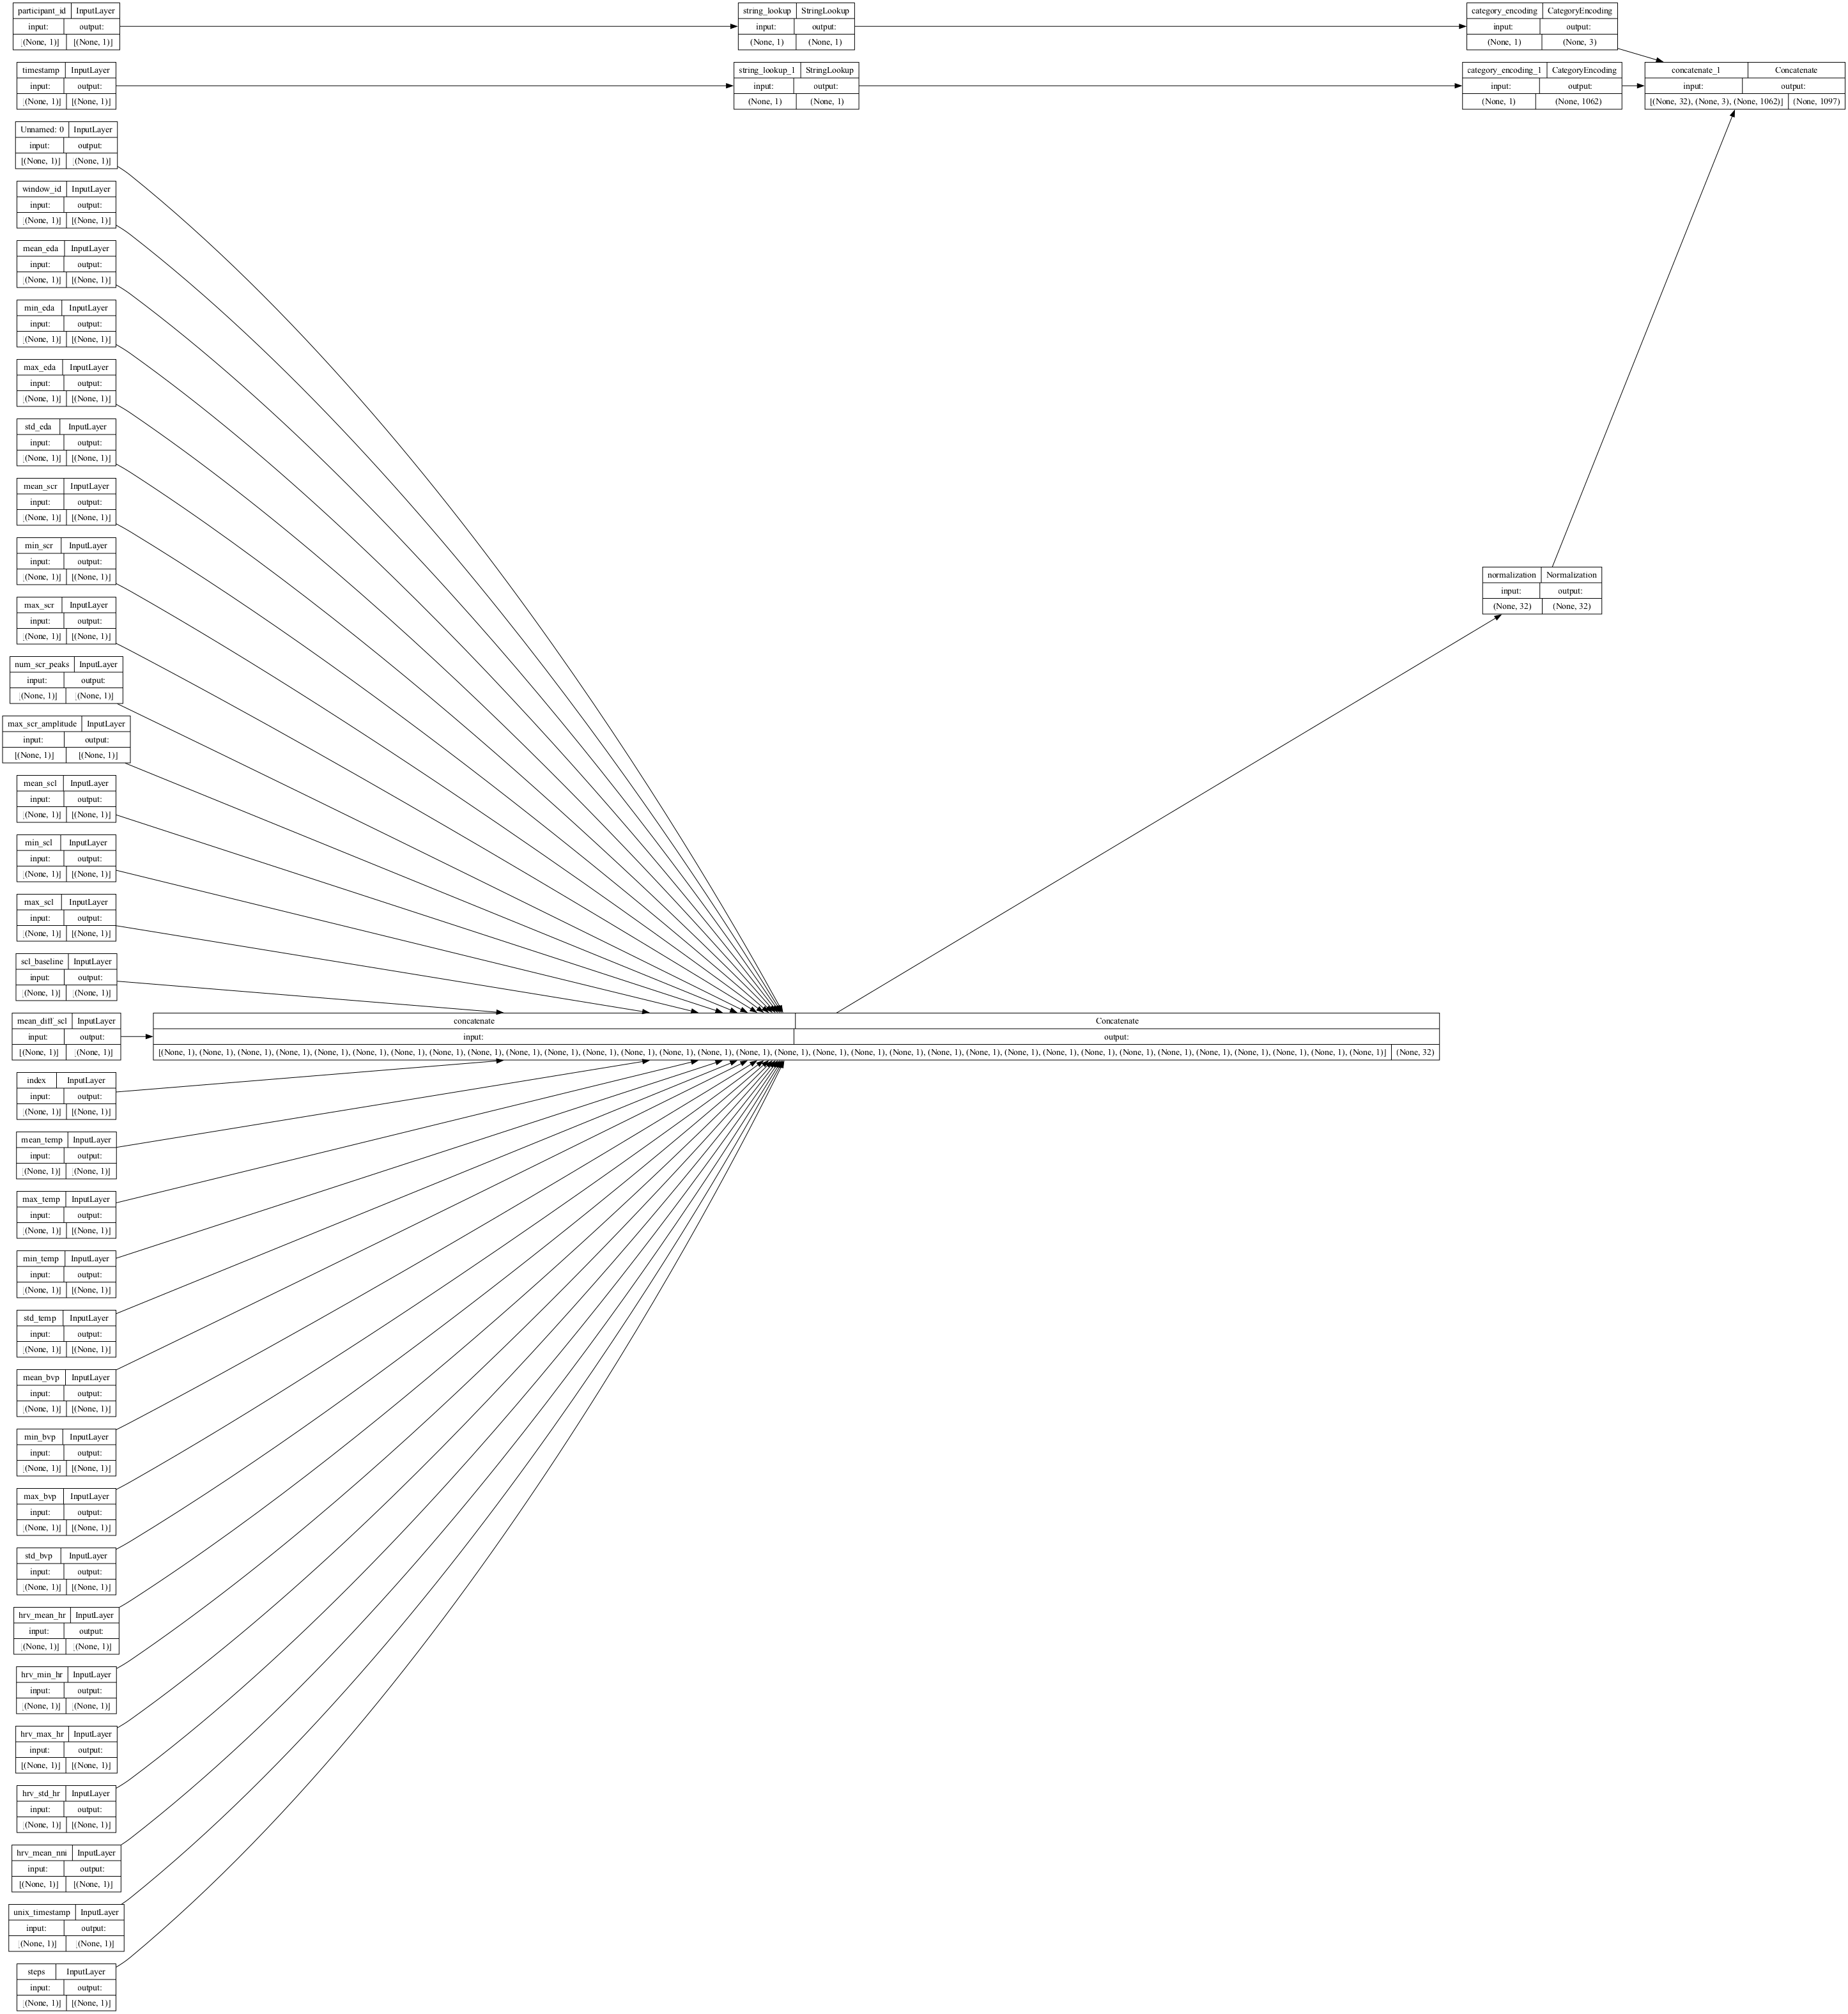 participant_id InputLayer
input: output:
[(None, 1)] [(None, 1)]
string_lookup StringLookup
input: output:
(None, 1) (None, 1)
category_encoding CategoryEncoding
input: output:
(None, 1) (None, 3)
timestamp InputLayer
input: output:
[(None, 1)] [(None, 1)]
string_lookup_1 StringLookup
input: output:
(None, 1) (None, 1)
category_encoding_1 CategoryEncoding
input: output:
(None, 1) (None, 1062)
concatenate_1 Concatenate
input: output:
[(None, 32), (None, 3), (None, 1062)] (None, 1097)
Unnamed: 0 InputLayer
input: output:
[(None, 1)] [(None, 1)]
window_id InputLayer
input: output:
[(None, 1)] [(None, 1)]
mean_eda InputLayer
input: output:
[(None, 1)] [(None, 1)]
min_eda InputLayer
input: output:
[(None, 1)] [(None, 1)]
max_eda InputLayer
input: output:
[(None, 1)] [(None, 1)]
std_eda InputLayer
input: output:
[(None, 1)] [(None, 1)]
mean_scr InputLayer
input: output:
[(None, 1)] [(None, 1)]
min_scr InputLayer
input: output:
[(None, 1)] [(None, 1)]
normalization Normalization
input: output:
(None, 32) (None, 32)
max_scr InputLayer
input: output:
[(None, 1)] [(None, 1)]
num_scr_peaks InputLayer
input: output:
[(None, 1)] [(None, 1)]
max_scr_amplitude InputLayer
input: output:
[(None, 1)] [(None, 1)]
mean_scl InputLayer
input: output:
[(None, 1)] [(None, 1)]
min_scl InputLayer
input: output:
[(None, 1)] [(None, 1)]
max_scl InputLayer
input: output:
[(None, 1)] [(None, 1)]
scl_baseline InputLayer
input: output:
[(None, 1)] [(None, 1)]
mean_diff_scl InputLayer
input: output:
[(None, 1)] [(None, 1)]
concatenate Concatenate
input: output:
[(None, 1), (None, 1), (None, 1), (None, 1), (None, 1), (None, 1), (None, 1), (None, 1), (None, 1), (None, 1), (None, 1), (None, 1), (None, 1), (None, 1), (None, 1), (None, 1), (None, 1), (None, 1), (None, 1), (None, 1), (None, 1), (None, 1), (None, 1), (None, 1), (None, 1), (None, 1), (None, 1), (None, 1), (None, 1), (None, 1), (None, 1), (None, 1)] (None, 32)
index InputLayer
input: output:
[(None, 1)] [(None, 1)]
mean_temp InputLayer
input: output:
[(None, 1)] [(None, 1)]
max_temp InputLayer
input: output:
[(None, 1)] [(None, 1)]
min_temp InputLayer
input: output:
[(None, 1)] [(None, 1)]
std_temp InputLayer
input: output:
[(None, 1)] [(None, 1)]
mean_bvp InputLayer
input: output:
[(None, 1)] [(None, 1)]
min_bvp InputLayer
input: output:
[(None, 1)] [(None, 1)]
max_bvp InputLayer
input: output:
[(None, 1)] [(None, 1)]
std_bvp InputLayer
input: output:
[(None, 1)] [(None, 1)]
hrv_mean_hr InputLayer
input: output:
[(None, 1)] [(None, 1)]
hrv_min_hr InputLayer
input: output:
[(None, 1)] [(None, 1)]
hrv_max_hr InputLayer
input: output:
[(None, 1)] [(None, 1)]
hrv_std_hr InputLayer
input: output:
[(None, 1)] [(None, 1)]
hrv_mean_nni InputLayer
input: output:
[(None, 1)] [(None, 1)]
unix_timestamp InputLayer
input: output:
[(None, 1)] [(None, 1)]
steps InputLayer
input: output:
[(None, 1)] [(None, 1)]